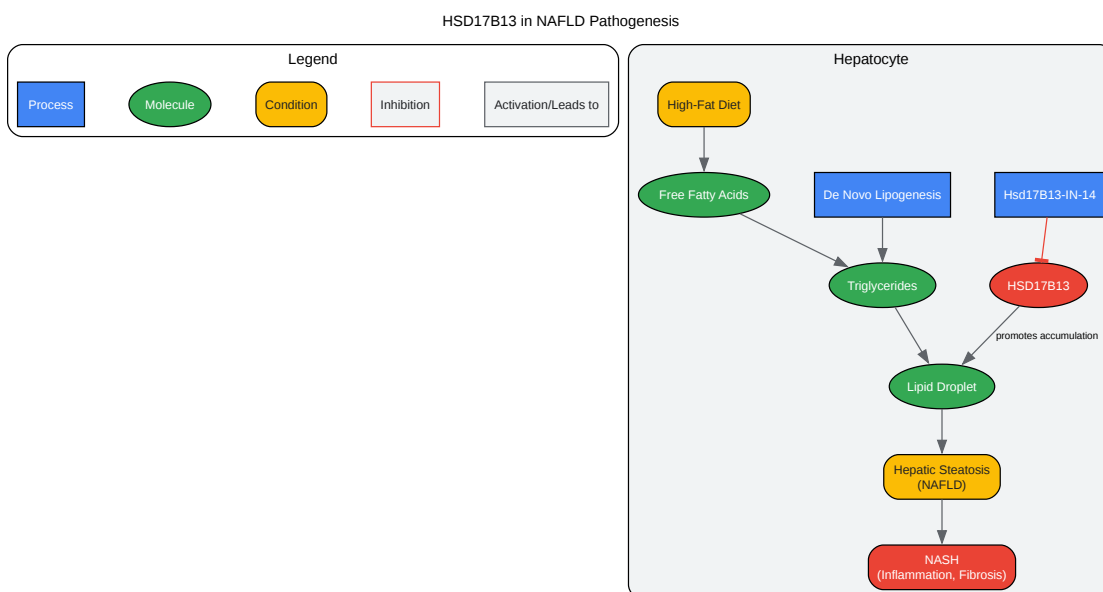 HSD17B13 in NAFLD Pathogenesis
Legend
Process
Molecule
Condition
Inhibition
Activation/Leads to
Hepatocyte
High-Fat Diet
Free Fatty Acids
De Novo Lipogenesis
Hsd17B13-IN-14
Triglycerides
HSD17B13
promotes accumulation
Lipid Droplet
Hepatic Steatosis
(NAFLD)
NASH
(Inflammation, Fibrosis)